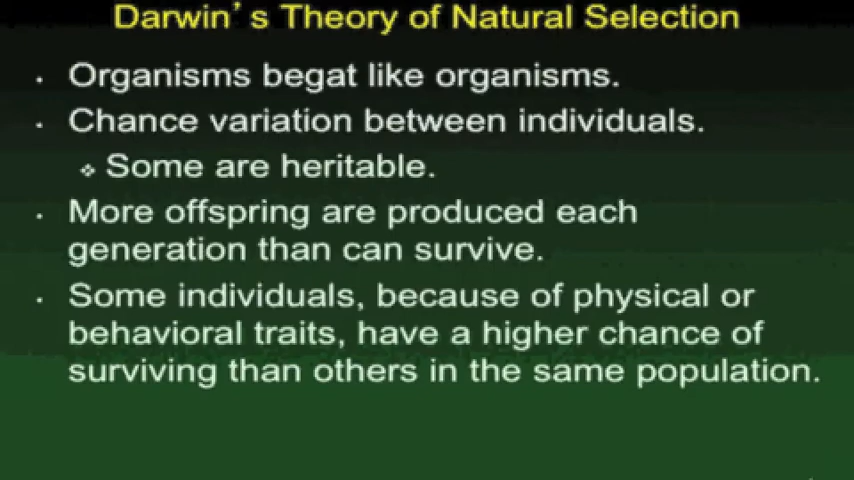 Darwin's Theory of Natural Selection
• Organisms begat like organisms.
• Chance variation between individuals.
❖ Some are heritable.
• More offspring are produced each
generation than can survive.
• Some individuals, because of physical or
behavioral traits, have a higher chance of
surviving than others in the same population.